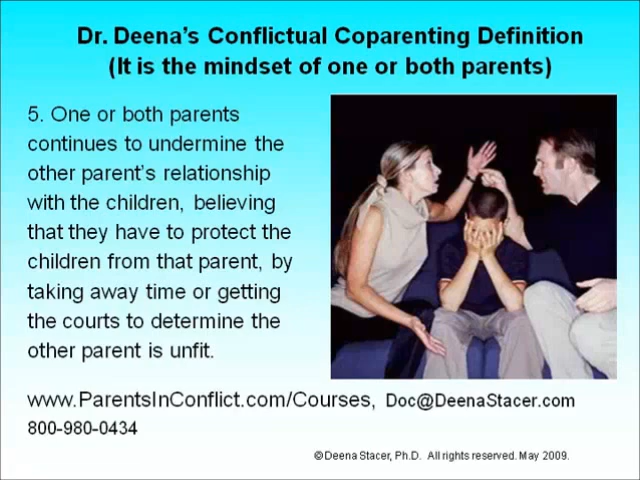 Dr. Deena's Conflictual Coparenting Definition
(It is the mindset of one or both parents)
5. One or both parents
continues to undermine the
other parent's relationship
with the children, believing
that they have to protect the
children from that parent, by
taking away time or getting
the courts to determine the
other parent is unfit.
www.ParentsInConflict.com/Courses, Doc@DeenaStacer.com
800-980-0434
©Deena Stacer, Ph.D. All rights reserved. May 2009.